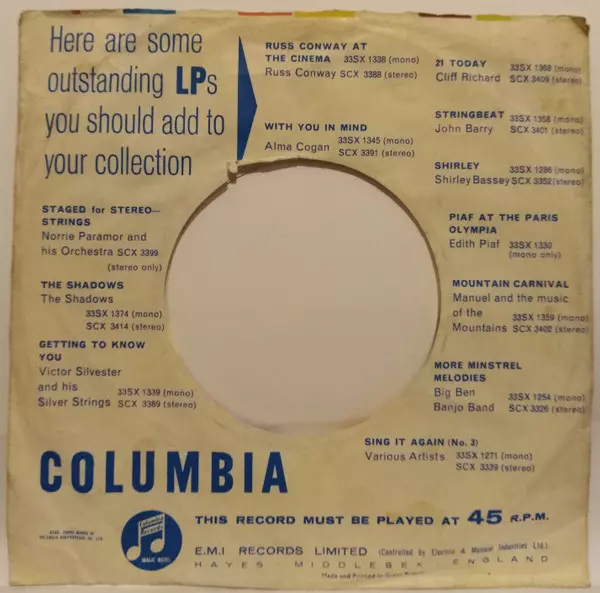 Here are some
outstanding LPs
you should add to
your collection
RUSS CONWAY AT
THE CINEMA 33SX 1338 (mono)
Russ Conway SCX 3388 (stereo)
WITH YOU IN MIND
Alma Cogan 33SX 1345 (mono)
SCX 3391 (stereo)
21 TODAY 33SX 1368 (mono)
Cliff Richard SCX 3409 (stereo)
STRINGBEAT 33SX 1358 (mono)
John Barry SCX 3401 (stereo)
SHIRLEY 33SX 1286 (mono)
Shirley Bassey SCX 3352 (stereo)
PIAF AT THE PARIS
OLYMPIA
Edith Piaf 33SX 1330
(mono only)
MOUNTAIN CARNIVAL
Manuel and the music
of the 33SX 1359 (mono)
Mountains SCX 3402 (stereo)
MORE MINSTREL
MELODIES
Big Ben 33SX 1254 (mono)
Banjo Band SCX 3326 (stereo)
STAGED for STEREO—
STRINGS
Norrie Paramor and
his Orchestra SCX 3399
(stereo only)
THE SHADOWS
The Shadows
33SX 1374 (mono)
SCX 3414 (stereo)
GETTING TO KNOW
YOU
Victor Silvester
and his 33SX 1339 (mono)
Silver Strings SCX 3389 (stereo)
SING IT AGAIN (No. 3)
Various Artists 33SX 1271 (mono)
SCX 3339 (stereo)
COLUMBIA
Columbia
Records
MAGIC NOTES
THIS RECORD MUST BE PLAYED AT 45 R.P.M.
E.M.I RECORDS LIMITED (Controlled by Electric & Musical Industries Ltd.)
HAYES MIDDLESEX ENGLAND
Made and Printed in Great